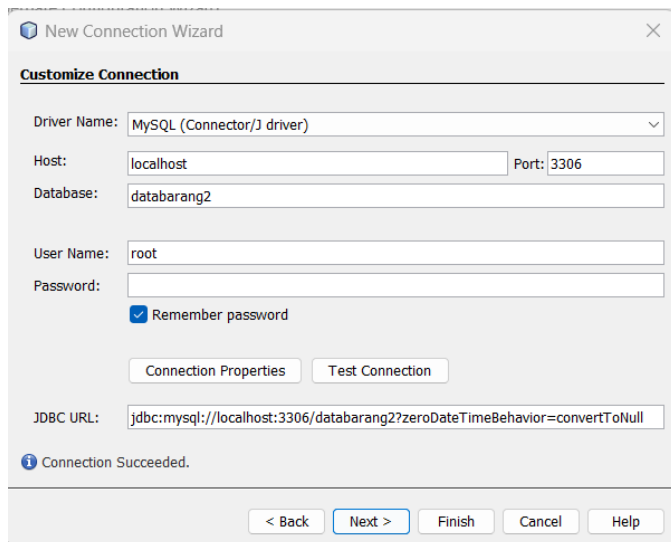 New Connection Wizard
Customize Connection
Driver Name: MySQL (Connector/J driver)
Host: localhost Port: 3306
Database: databarang2
User Name: root
Password:
Remember password
Connection Properties Test Connection
JDBC URL: jdbc:mysql://localhost:3306/databarang2?zeroDateTimeBehavior=convertToNull
Connection Succeeded.
< Back Next > Finish Cancel Help